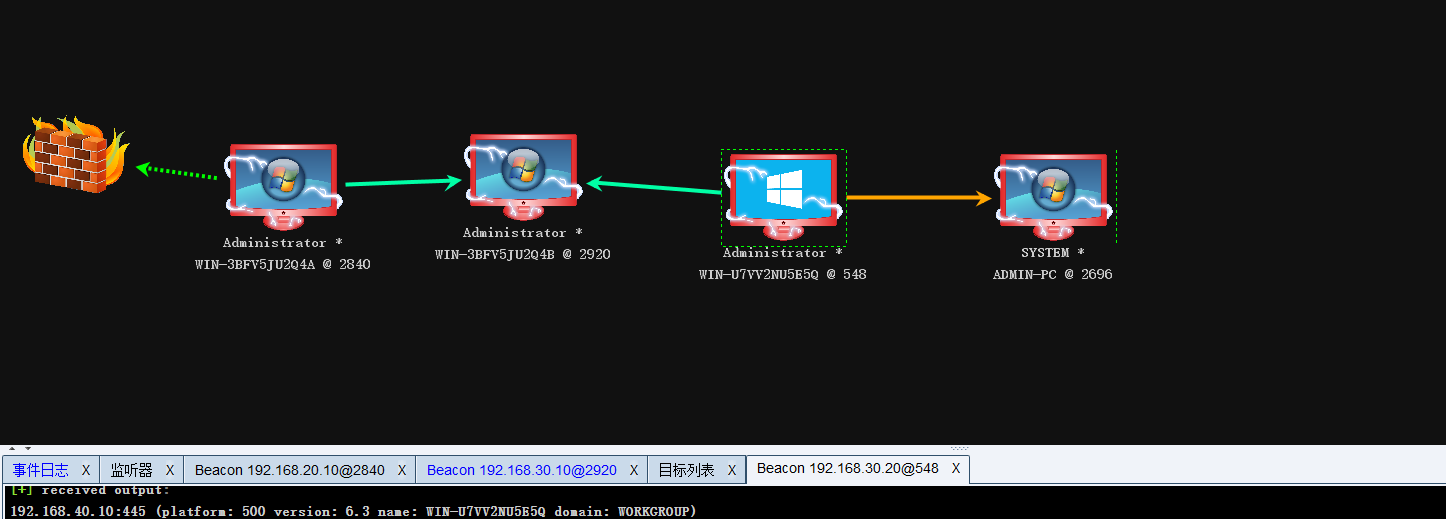 Administrator *
WIN-3BFV5JU2Q4A @ 2840
Administrator *
WIN-3BFV5JU2Q4B @ 2920
Administrator *
WIN-U7VV2NU5E5Q @ 548
SYSTEM *
ADMIN-PC @ 2696
事件日志 X 监听器 X Beacon 192.168.20.10@2840 X Beacon 192.168.30.10@2920 X 目标列表 X Beacon 192.168.30.20@548 X
[+] received output:
192.168.40.10:445 (platform: 500 version: 6.3 name: WIN-U7VV2NU5E5Q domain: WORKGROUP)